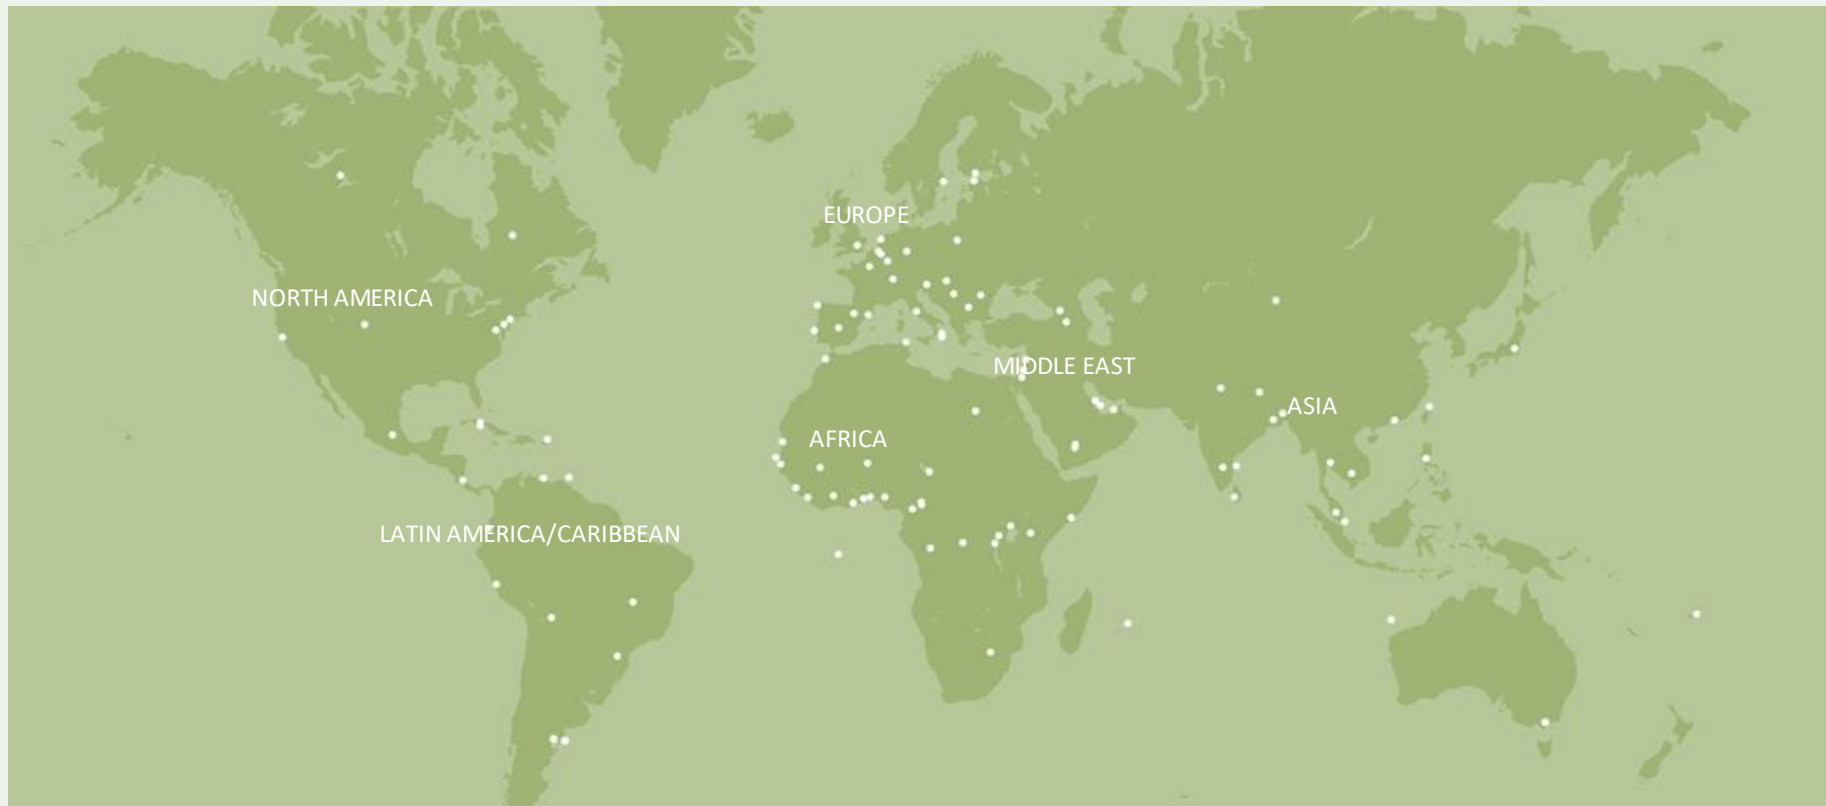 EUROPE
NORTH AMERICA
MIDDLE EAST
ASIA
AFRICA
LATIN AMERICA/CARIBBEAN